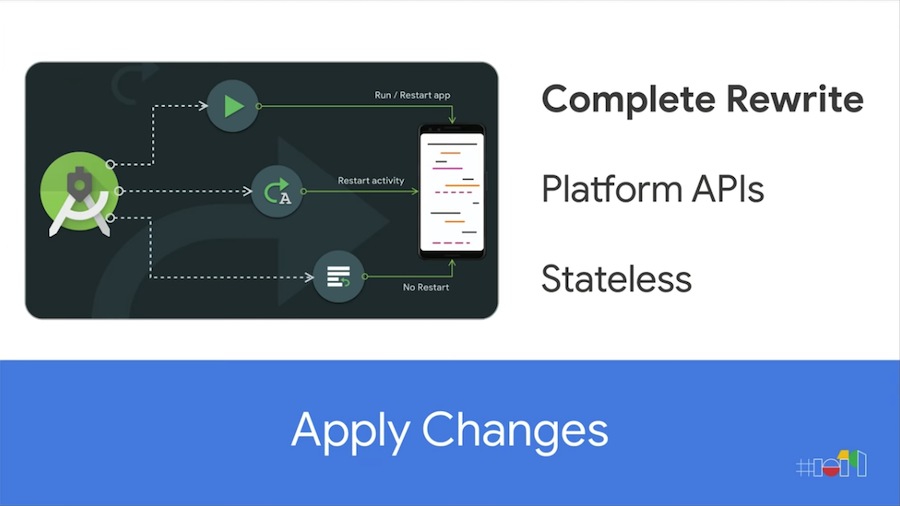 Run / Restart app
Restart activity
A
No Restart
Complete Rewrite
Platform APIs
Stateless
Apply Changes
#io19